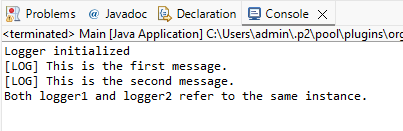 Problems @ Javadoc Declaration Console
<terminated> Main [Java Application] C:\Users\admin\.p2\pool\plugins\org
Logger initialized
[LOG] This is the first message.
[LOG] This is the second message.
Both logger1 and logger2 refer to the same instance.